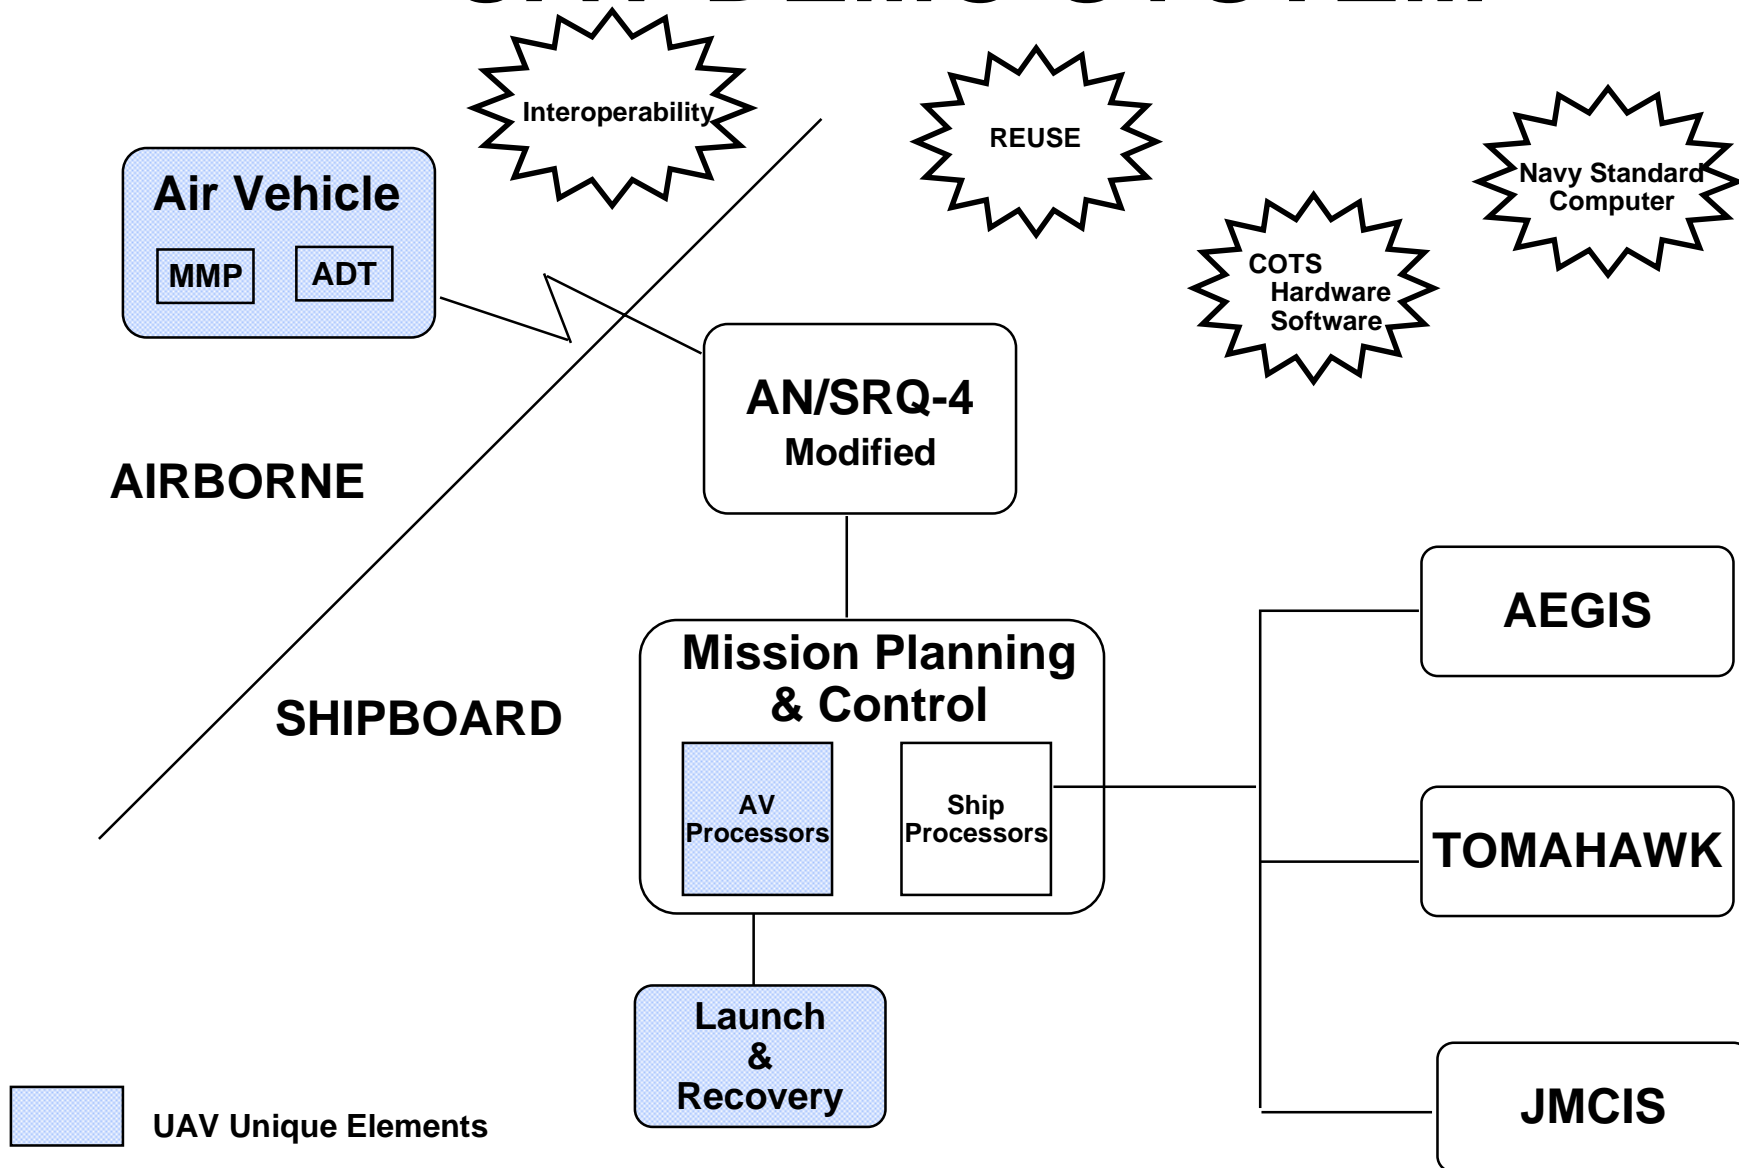 Interoperability
REUSE
Navy Standard
Computer
COTS
Hardware
Software
Air Vehicle
MMP
ADT
AN/SRQ-4
Modified
AIRBORNE
SHIPBOARD
Mission Planning
& Control
AV
Processors
Ship
Processors
AEGIS
TOMAHAWK
JMCIS
Launch
&
Recovery
UAV Unique Elements